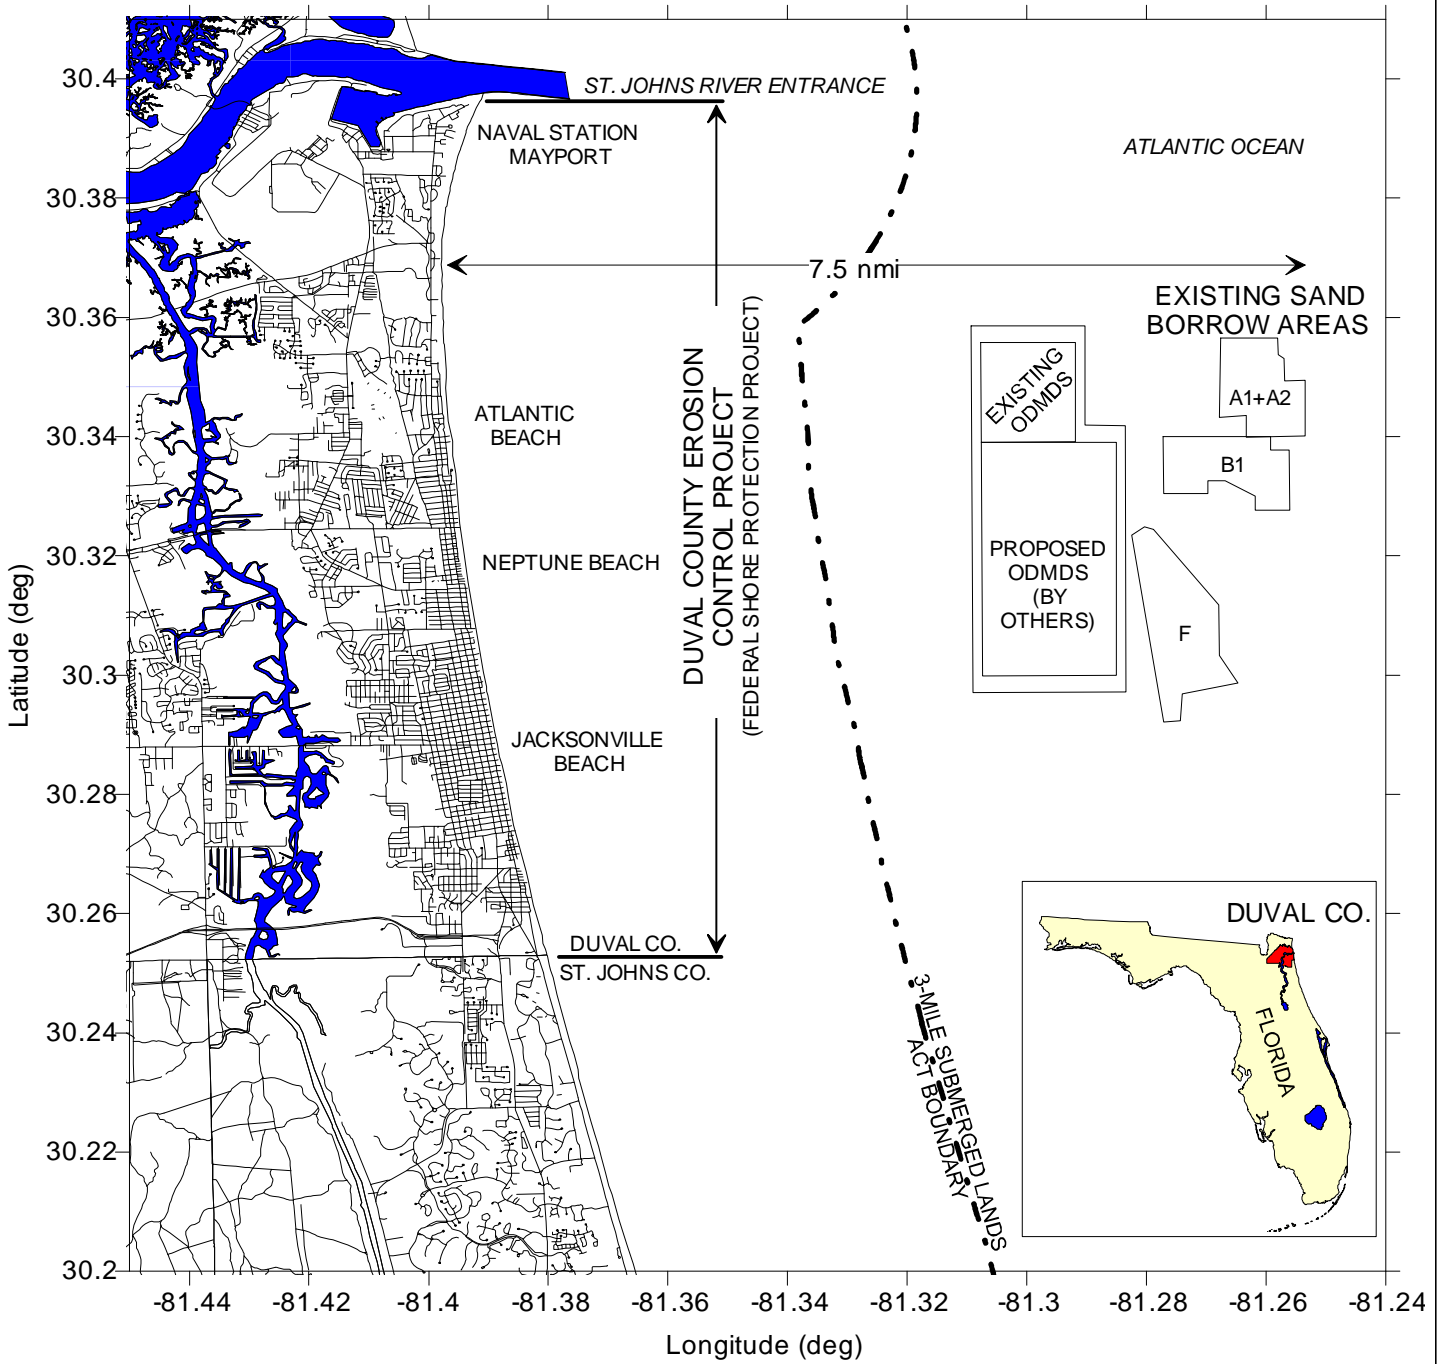 ST. JOHNS RIVER ENTRANCE
NAVAL STATION
MAYPORT
ATLANTIC OCEAN
7.5 nmi
EXISTING SAND
BORROW AREAS
A1+A2
B1
F
EXISTING
ODMDS
PROPOSED
ODMDS
(BY
OTHERS)
ATLANTIC
BEACH
NEPTUNE BEACH
JACKSONVILLE
BEACH
DUVAL COUNTY EROSION
CONTROL PROJECT
(FEDERAL SHORE PROTECTION PROJECT)
DUVAL CO.
ST. JOHNS CO.
3-MILE SUBMERGED LANDS
ACT BOUNDARY
DUVAL CO.
FLORIDA
Latitude (deg)
30.4
30.38
30.36
30.34
30.32
30.3
30.28
30.26
30.24
30.22
30.2
-81.44
-81.42
-81.4
-81.38
-81.36
-81.34
-81.32
-81.3
-81.28
-81.26
-81.24
Longitude (deg)